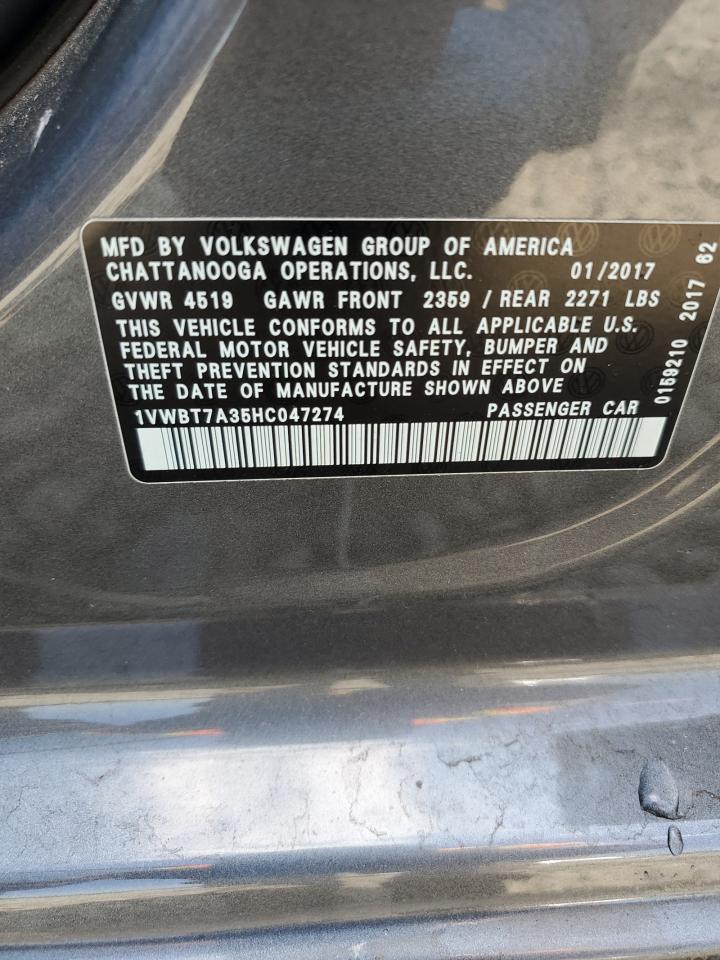 MFD BY VOLKSWAGEN GROUP OF AMERICA
CHATTANOOGA OPERATIONS, LLC. 01/2017
GVWR 4519 GAWR FRONT 2359 / REAR 2271 LBS
THIS VEHICLE CONFORMS TO ALL APPLICABLE U.S.
FEDERAL MOTOR VEHICLE SAFETY, BUMPER AND
THEFT PREVENTION STANDARDS IN EFFECT ON
THE DATE OF MANUFACTURE SHOWN ABOVE
1VWBT7A35HC047274 PASSENGER CAR
0159210 2017 62